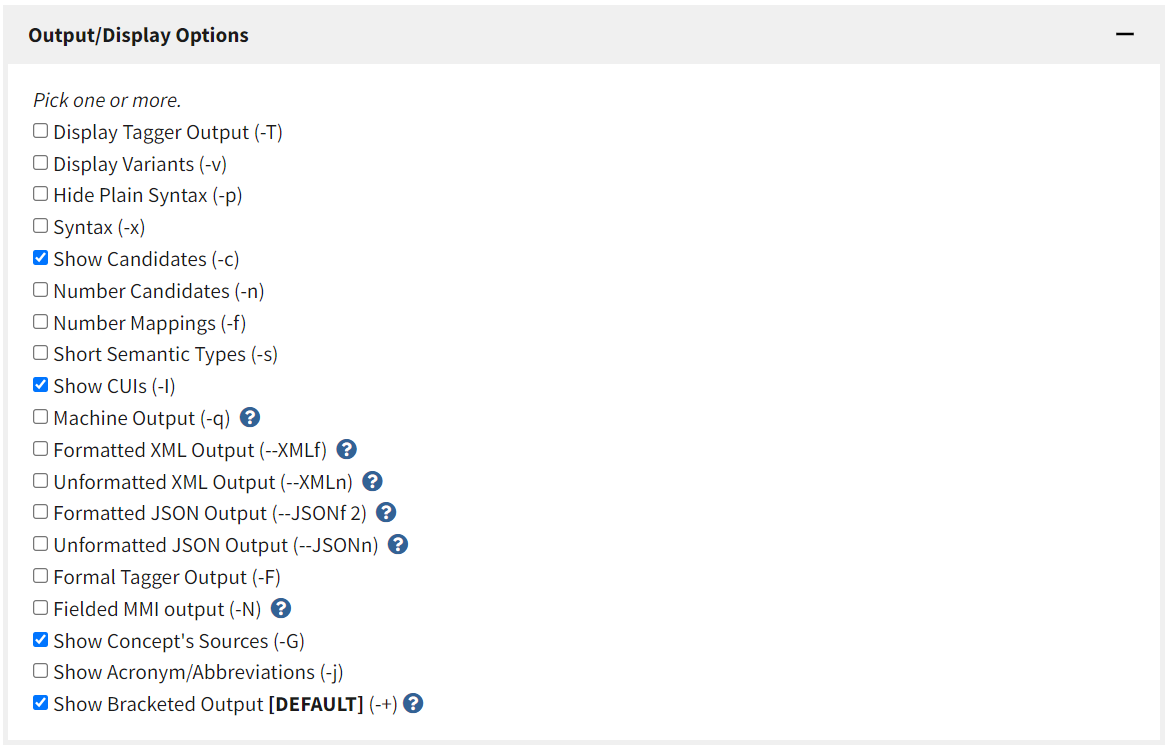 Output/Display Options
Pick one or more.
Display Tagger Output (-T)
Display Variants (-v)
Hide Plain Syntax (-p)
Syntax (-x)
Show Candidates (-c)
Number Candidates (-n)
Number Mappings (-f)
Short Semantic Types (-s)
Show CUIs (-I)
Machine Output (-q) ?
Formatted XML Output (--XMLf) ?
Unformatted XML Output (--XMLn) ?
Formatted JSON Output (--JSONf 2) ?
Unformatted JSON Output (--JSONn) ?
Formal Tagger Output (-F)
Fielded MMI output (-N) ?
Show Concept's Sources (-G)
Show Acronym/Abbreviations (-j)
Show Bracketed Output [DEFAULT] (-+) ?